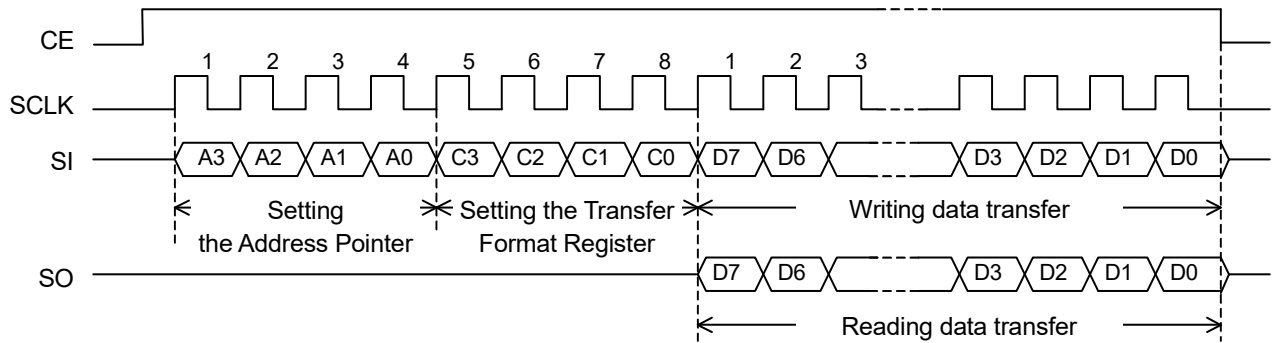 CE
1 2 3 4 5 6 7 8 1 2 3
SCLK
SI A3 A2 A1 A0 C3 C2 C1 C0 D7 D6 D3 D2 D1 D0
Setting Setting the Transfer Writing data transfer
the Address Pointer Format Register
SO D7 D6 D3 D2 D1 D0
Reading data transfer